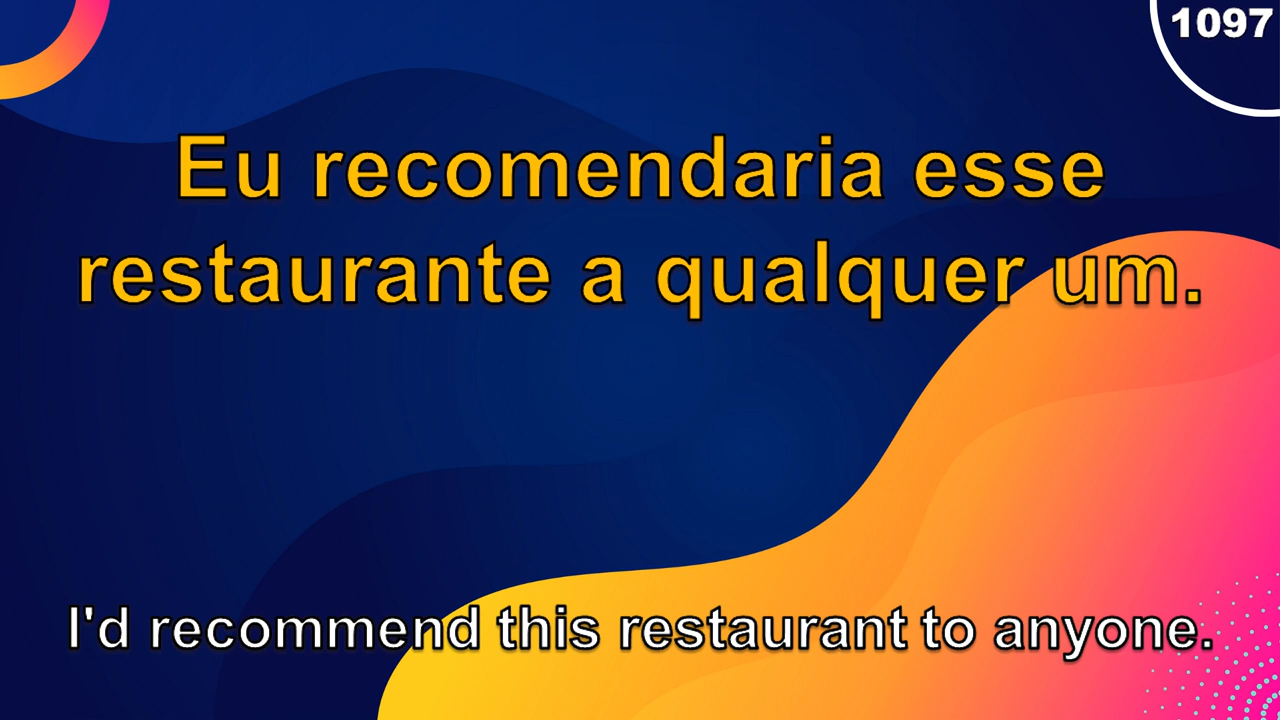 1097
Eu recomendaria esse
restaurante a qualquer um.
I'd recommend this restaurant to anyone.